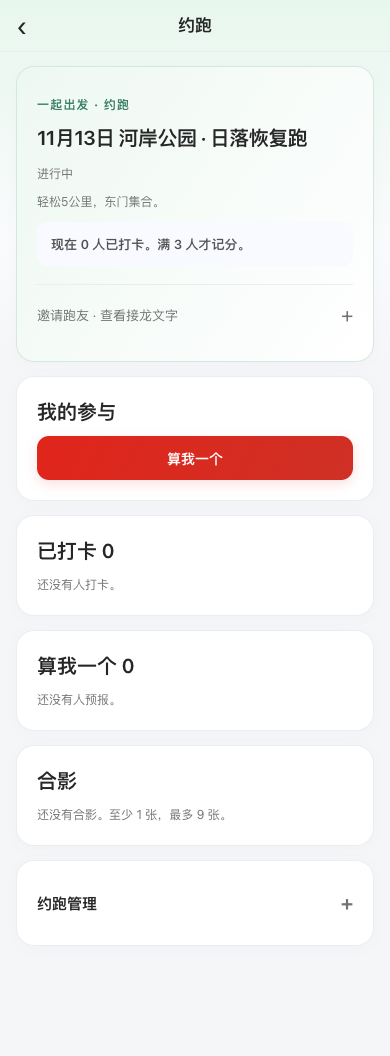 约跑
一起出发 · 约跑
11月13日 河岸公园 · 日落恢复跑
进行中
轻松5公里，东门集合。
现在 0 人已打卡。满 3 人才记分。
邀请跑友 · 查看接龙文字
我的参与
算我一个
已打卡 0
还没有人打卡。
算我一个 0
还没有人预报。
合影
还没有合影。至少 1 张，最多 9 张。
约跑管理